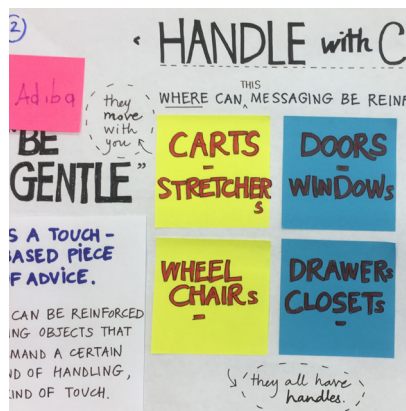 2
HANDLE with C
Adiba
they
move
with
you
THIS
WHERE CAN MESSAGING BE REINF
"BE
GENTLE"
CARTS
-
STRETCHERS
DOORS
-
WINDOWS
S A TOUCH -
ASED PIECE
F ADVICE.
WHEEL
CHAIRS
-
DRAWERS
CLOSETS
-
CAN BE REINFORCED
NG OBJECTS THAT
MAND A CERTAIN
ND OF HANDLING,
IND OF TOUCH.
they all have
handles.